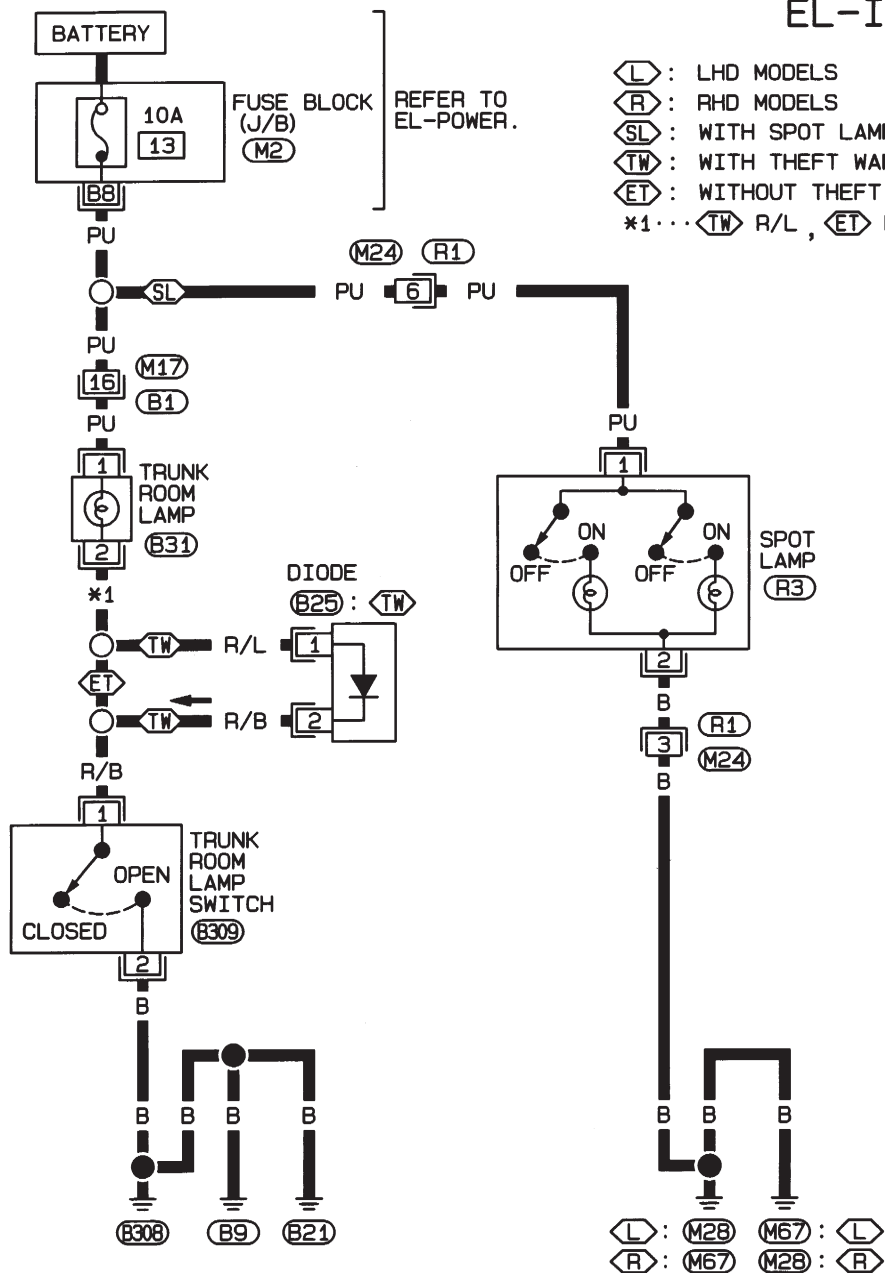 EL-I
BATTERY
FUSE BLOCK
(J/B)
M2
10A
13
B8
REFER TO
EL-POWER.
L : LHD MODELS
R : RHD MODELS
SL : WITH SPOT LAMP
TW : WITH THEFT WAR
ET : WITHOUT THEFT
*1··· TW R/L , ET
PU
SL
PU
M24
R1
6
PU
PU
16
M17
B1
PU
PU
1
TRUNK
ROOM
LAMP
B31
2
*1
1
OFF
ON
OFF
ON
SPOT
LAMP
R3
2
DIODE
B25 : TW
TW
R/L
1
ET
TW
R/B
2
R/B
B
3
R1
M24
B
1
TRUNK
ROOM
LAMP
SWITCH
B309
OPEN
CLOSED
2
B
B
B
B
B
B
B
B308
B9
B21
L : M28
M67 : L
R : M67
M28 : R